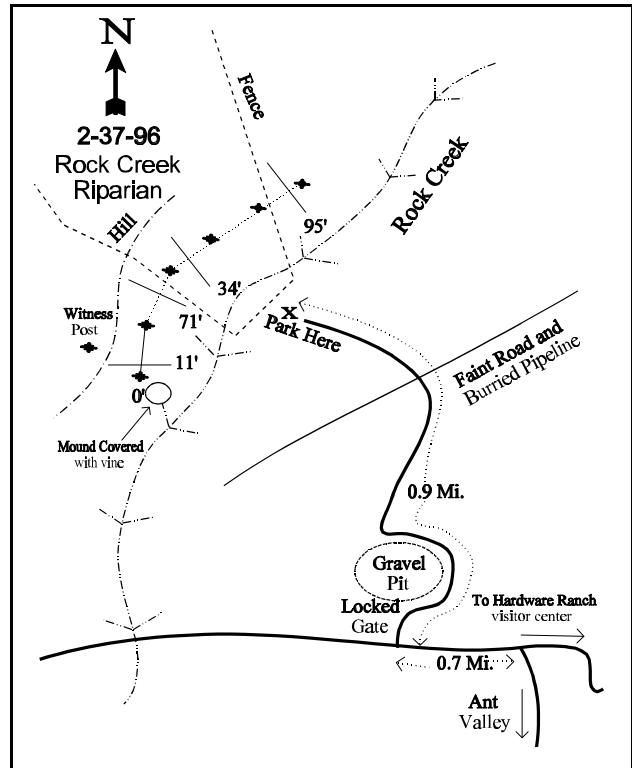 N
2-37-96
Rock Creek
Riparian
Fence
Rock Creek
Hill
95'
34'
71'
11'
0'
Witness
Post
Park Here
Mound Covered
with vine
Faint Road and
Burried Pipeline
0.9 Mi.
Gravel
Pit
Locked
Gate
To Hardware Ranch
visitor center
0.7 Mi.
Ant
Valley